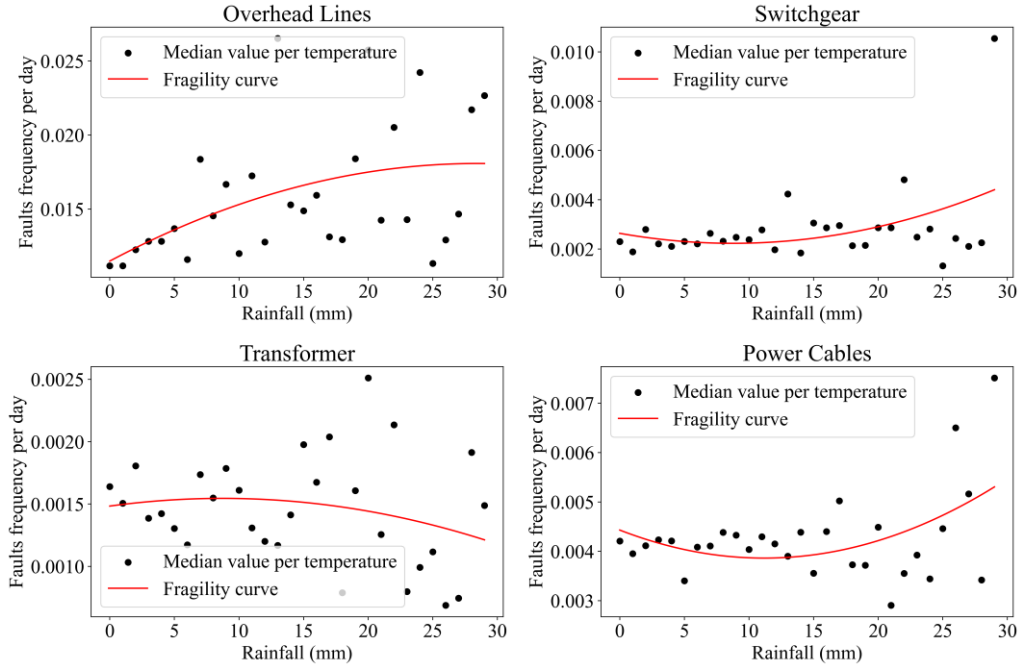 Overhead Lines
Faults frequency per day
0.025
0.020
0.015
Median value per temperature
Fragility curve
0 5 10 15 20 25 30
Rainfall (mm)
Switchgear
Faults frequency per day
0.010
0.008
0.006
0.004
0.002
Median value per temperature
Fragility curve
0 5 10 15 20 25 30
Rainfall (mm)
Transformer
Faults frequency per day
0.0025
0.0020
0.0015
0.0010
Median value per temperature
Fragility curve
0 5 10 15 20 25 30
Rainfall (mm)
Power Cables
Faults frequency per day
0.007
0.006
0.005
0.004
0.003
Median value per temperature
Fragility curve
0 5 10 15 20 25 30
Rainfall (mm)